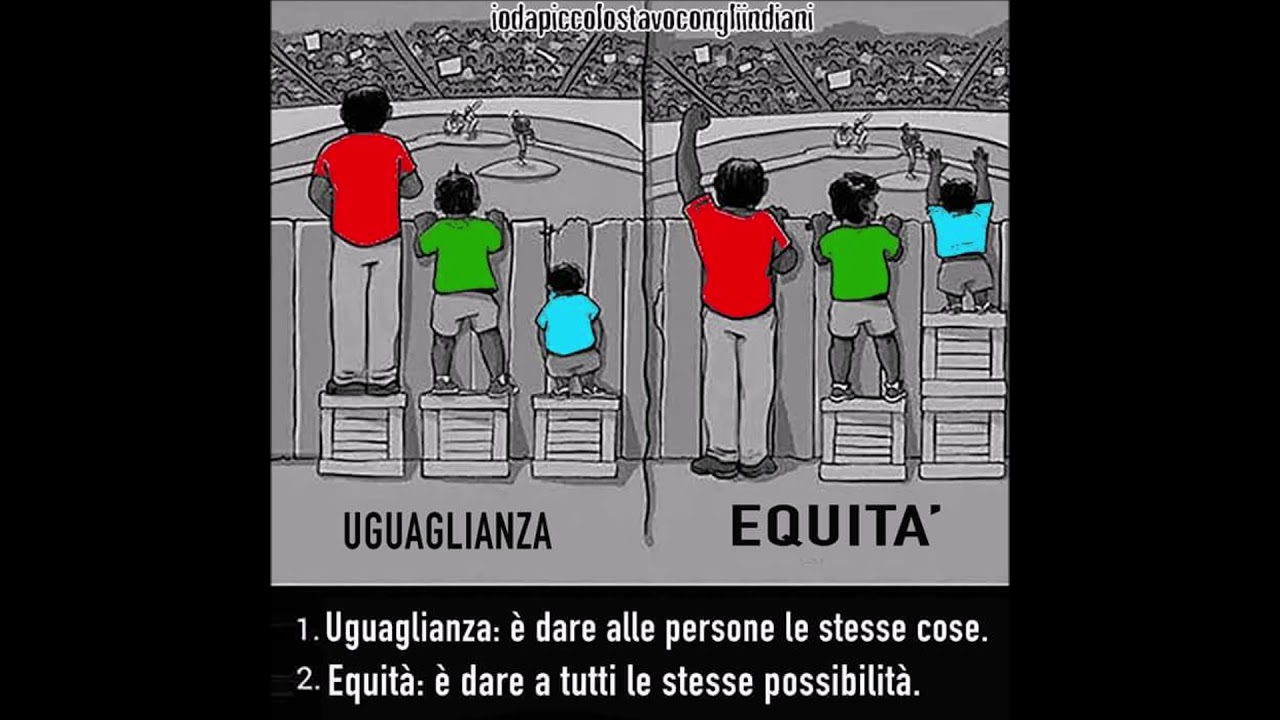 iodapiccolostavocongliindiani
UGUAGLIANZA
EQUITA'
1. Uguaglianza: è dare alle persone le stesse cose.
2. Equità: è dare a tutti le stesse possibilità.